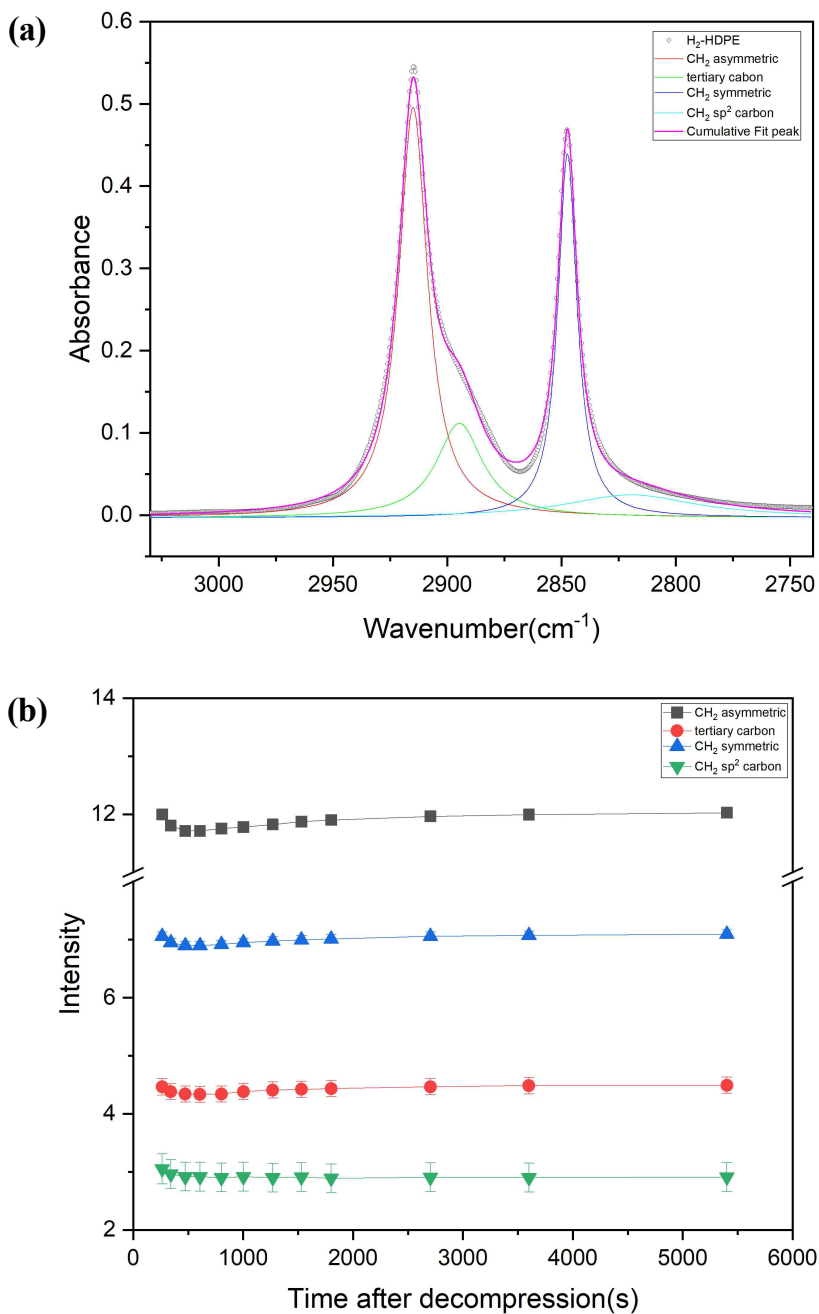 (a)
0.6
0.5
0.4
0.3
0.2
0.1
0.0
Absorbance
H₂-HDPE
CH₂ asymmetric
tertiary cabon
CH₂ symmetric
CH₂ sp² carbon
Cumulative Fit peak
3000 2950 2900 2850 2800 2750
Wavenumber(cm⁻¹)
(b)
14
12
6
4
2
Intensity
CH₂ asymmetric
tertiary carbon
CH₂ symmetric
CH₂ sp² carbon
0 1000 2000 3000 4000 5000 6000
Time after decompression(s)